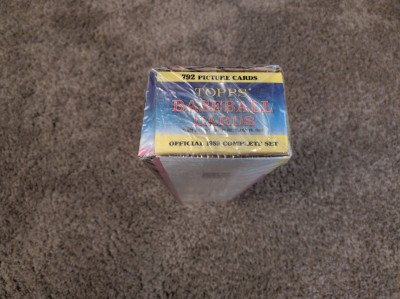 792 PICTURE CARDS
TOPPS
BASEBALL
CARDS
OFFICIAL COMPLETE SET